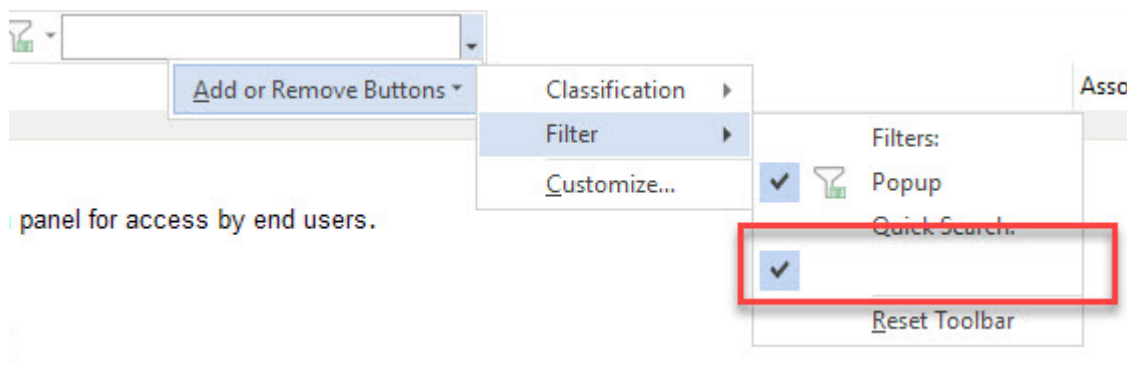 Add or Remove Buttons
Classification
Asso
Filter
Filters:
Customize...
Popup
panel for access by end users.
Quick Search:
Reset Toolbar